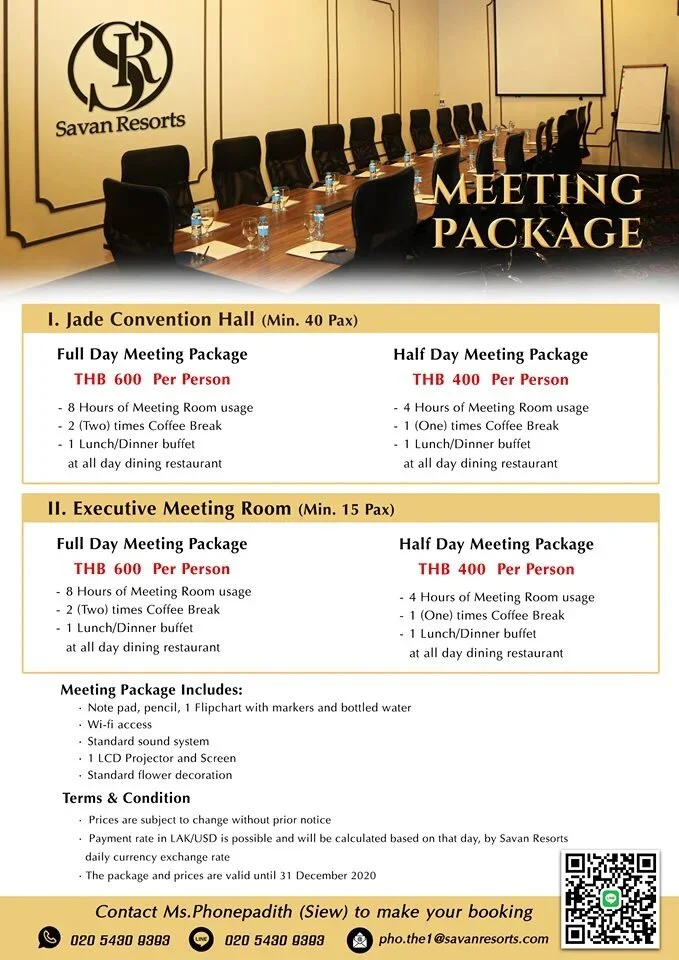 SR
Savan Resorts
MEETING
PACKAGE
I. Jade Convention Hall (Min. 40 Pax)
Full Day Meeting Package
THB 600 Per Person
- 8 Hours of Meeting Room usage
- 2 (Two) times Coffee Break
- 1 Lunch/Dinner buffet
at all day dining restaurant
Half Day Meeting Package
THB 400 Per Person
- 4 Hours of Meeting Room usage
- 1 (One) times Coffee Break
- 1 Lunch/Dinner buffet
at all day dining restaurant
II. Executive Meeting Room (Min. 15 Pax)
Full Day Meeting Package
THB 600 Per Person
- 8 Hours of Meeting Room usage
- 2 (Two) times Coffee Break
- 1 Lunch/Dinner buffet
at all day dining restaurant
Half Day Meeting Package
THB 400 Per Person
- 4 Hours of Meeting Room usage
- 1 (One) times Coffee Break
- 1 Lunch/Dinner buffet
at all day dining restaurant
Meeting Package Includes:
· Note pad, pencil, 1 Flipchart with markers and bottled water
· Wi-fi access
· Standard sound system
· 1 LCD Projector and Screen
· Standard flower decoration
Terms & Condition
· Prices are subject to change without prior notice
· Payment rate in LAK/USD is possible and will be calculated based on that day, by Savan Resorts
daily currency exchange rate
· The package and prices are valid until 31 December 2020
Contact Ms.Phonepadith (Siew) to make your booking
020 5430 9393 LINE 020 5430 9393 pho.the1@savanresorts.com